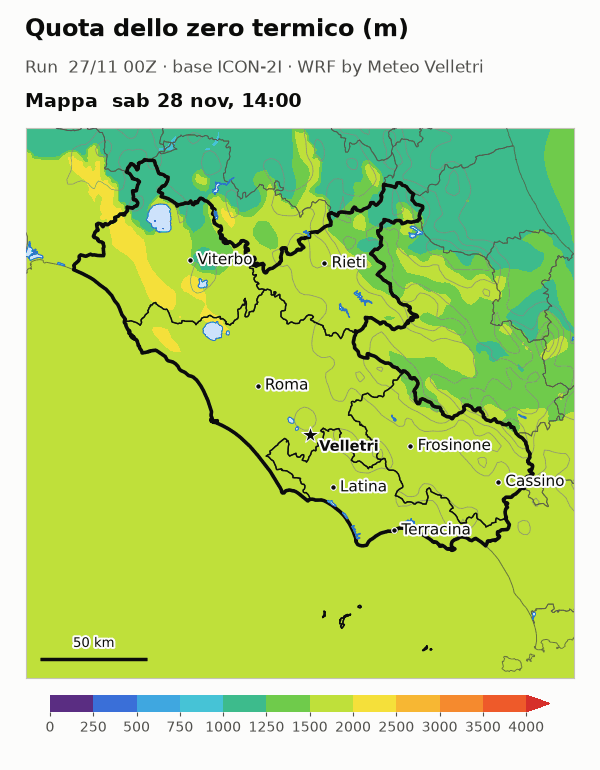 Quota dello zero termico (m)
Run  27/11 00Z · base ICON-2I · WRF by Meteo Velletri
Mappa  sab 28 nov, 14:00
Viterbo
Rieti
Roma
Velletri
Frosinone
Cassino
Latina
Terracina
50 km
0 250 500 750 1000 1250 1500 2000 2500 3000 3500 4000